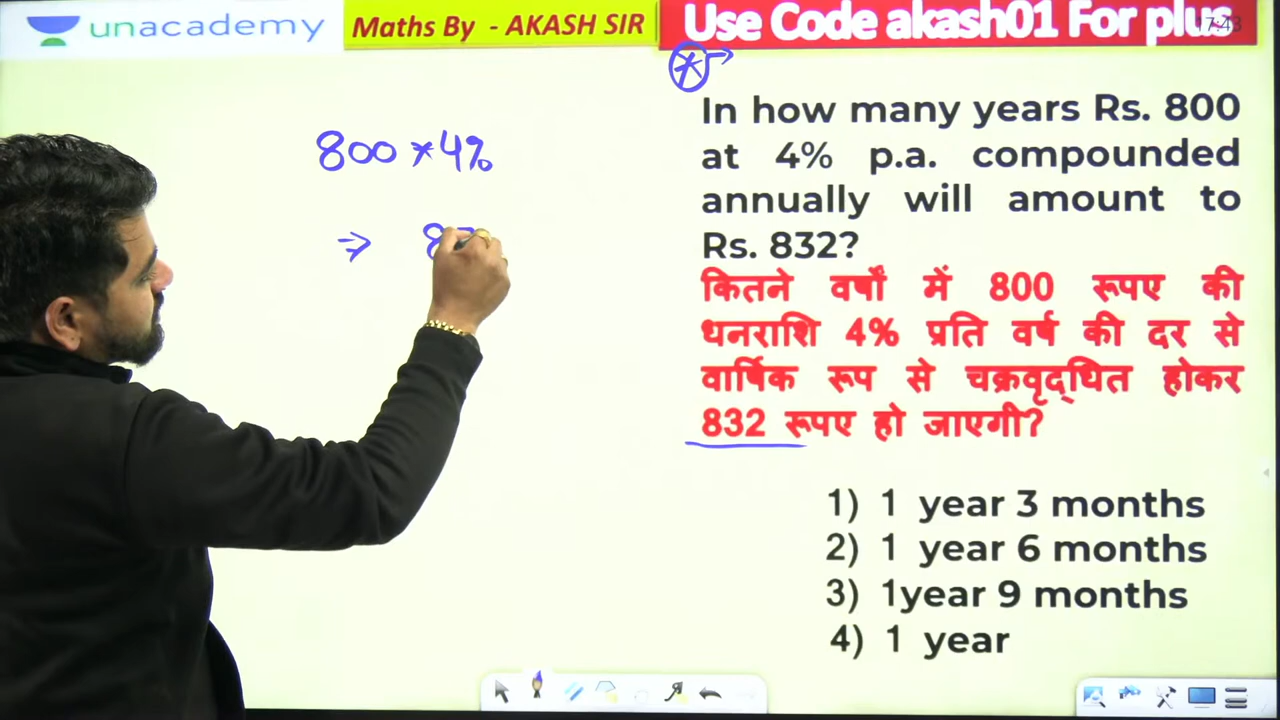 unacademy
Maths By - AKASH SIR
Use Code akash01 For plus
In how many years Rs. 800
at 4% p.a. compounded
annually will amount to
Rs. 832?
कितने वर्षों में 800 रूपए की
धनराशि 4% प्रति वर्ष की दर से
वार्षिक रूप से चक्रवृद्धित होकर
832 रूपए हो जाएगी?
1) 1 year 3 months
2) 1 year 6 months
3) 1year 9 months
4) 1 year
800 * 4%
⇒ 8